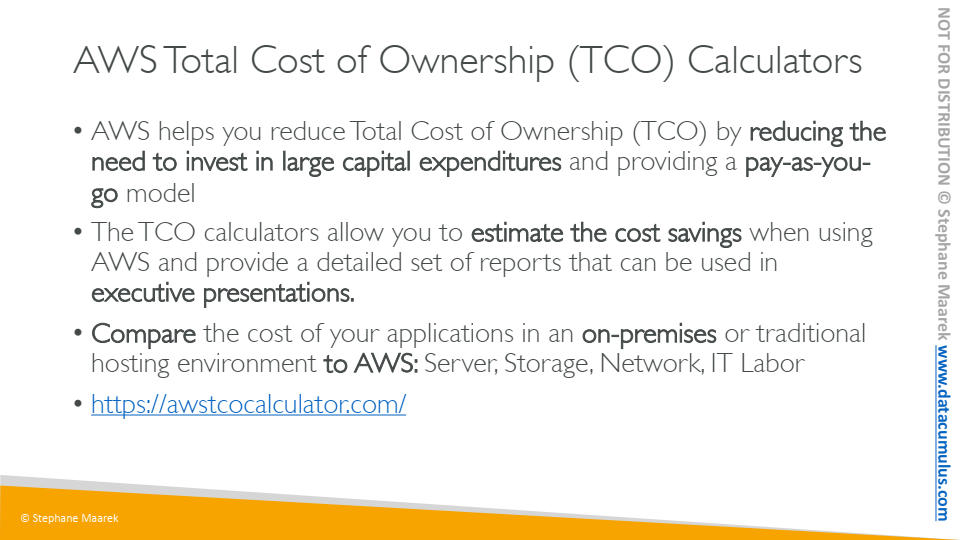 AWS Total Cost of Ownership (TCO) Calculators
• AWS helps you reduce Total Cost of Ownership (TCO) by reducing the
need to invest in large capital expenditures and providing a pay-as-you-
go model
• The TCO calculators allow you to estimate the cost savings when using
AWS and provide a detailed set of reports that can be used in
executive presentations.
• Compare the cost of your applications in an on-premises or traditional
hosting environment to AWS: Server, Storage, Network, IT Labor
• https://awstcocalculator.com/
© Stephane Maarek
NOT FOR DISTRIBUTION © Stephane Maarek www.datacumulus.com